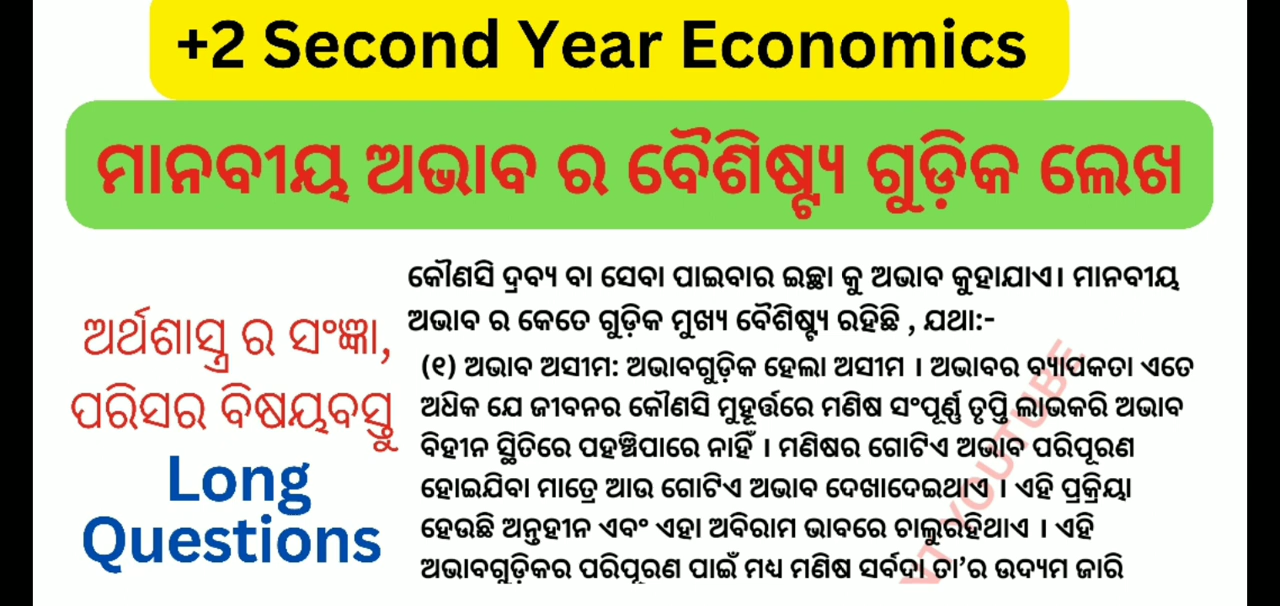 +2 Second Year Economics
ମାନବୀୟ ଅଭାବ ର ବୈଶିଷ୍ଟ୍ୟ ଗୁଡ଼ିକ ଲେଖ
ଅର୍ଥଶାସ୍ତ୍ର ର ସଂଜ୍ଞା,
ପରିସର ବିଷୟବସ୍ତୁ
Long
Questions
କୌଣସି ଦ୍ରବ୍ୟ ବା ସେବା ପାଇବାର ଇଚ୍ଛା କୁ ଅଭାବ କୁହାଯାଏ। ମାନବୀୟ
ଅଭାବ ର କେତେ ଗୁଡ଼ିକ ମୁଖ୍ୟ ବୈଶିଷ୍ଟ୍ୟ ରହିଛି , ଯଥା:-
(୧) ଅଭାବ ଅସୀମ: ଅଭାବଗୁଡ଼ିକ ହେଲା ଅସୀମ । ଅଭାବର ବ୍ୟାପକତା ଏତେ
ଅଧିକ ଯେ ଜୀବନର କୌଣସି ମୁହୂର୍ତ୍ତରେ ମଣିଷ ସଂପୂର୍ଣ୍ଣ ତୃପ୍ତି ଲାଭକରି ଅଭାବ
ବିହୀନ ସ୍ଥିତିରେ ପହଞ୍ଚିପାରେ ନାହିଁ । ମଣିଷର ଗୋଟିଏ ଅଭାବ ପରିପୂରଣ
ହୋଇଯିବା ମାତ୍ରେ ଆଉ ଗୋଟିଏ ଅଭାବ ଦେଖାଦେଇଥାଏ । ଏହି ପ୍ରକ୍ରିୟା
ହେଉଛି ଅନ୍ତହୀନ ଏବଂ ଏହା ଅବିରାମ ଭାବରେ ଚାଲୁରହିଥାଏ । ଏହି
ଅଭାବଗୁଡ଼ିକର ପରିପୂରଣ ପାଇଁ ମଧ୍ୟ ମଣିଷ ସର୍ବଦା ତା’ର ଉଦ୍ୟମ ଜାରି
YOUTUBE